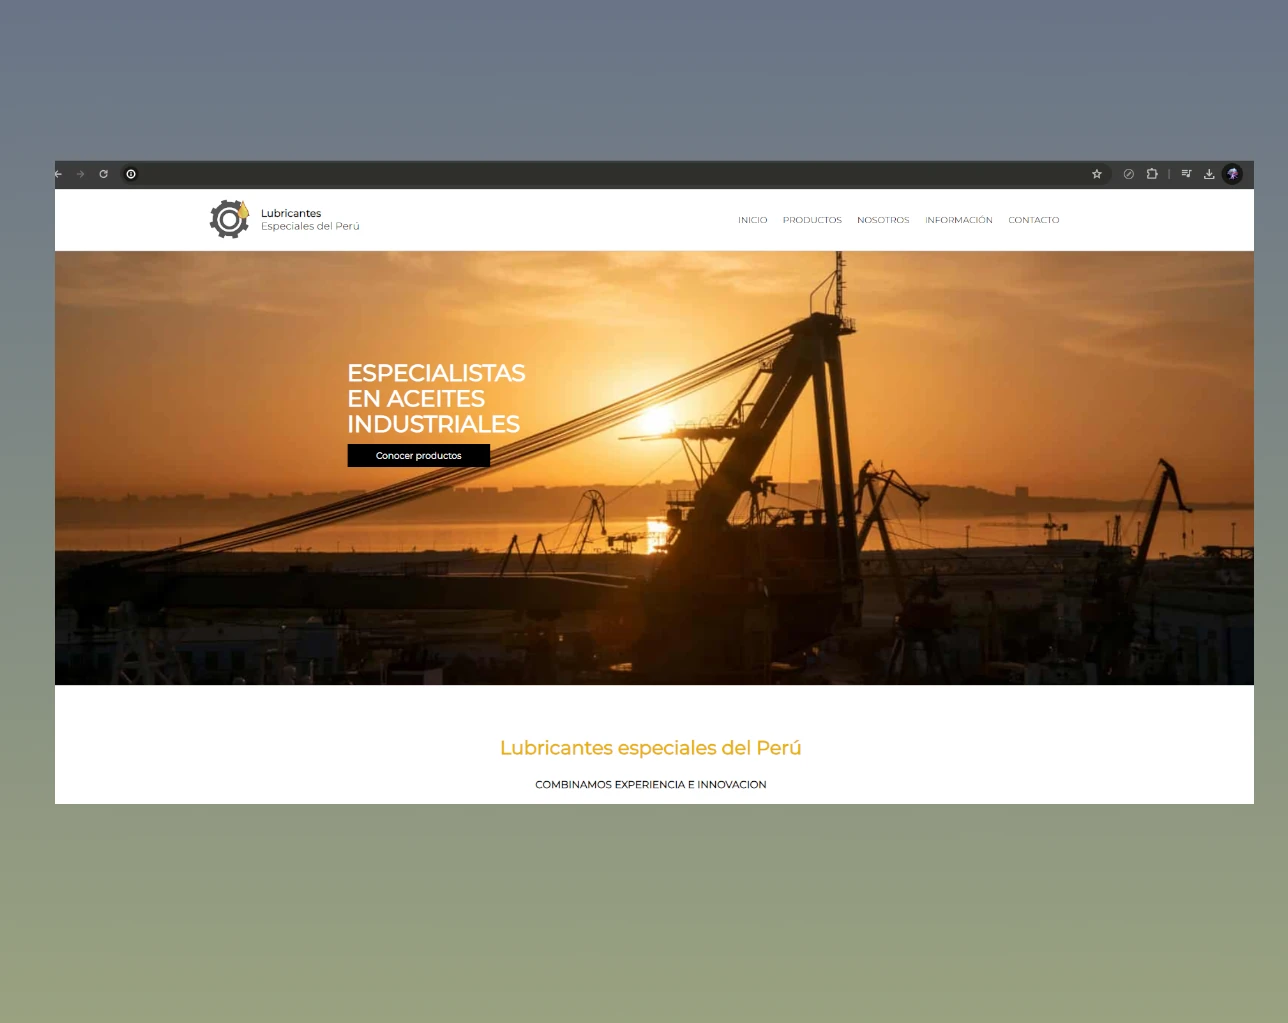 Lubricantes
Especiales del Perú
INICIO PRODUCTOS NOSOTROS INFORMACIÓN CONTACTO
ESPECIALISTAS
EN ACEITES
INDUSTRIALES
Conocer productos
Lubricantes especiales del Perú
COMBINAMOS EXPERIENCIA E INNOVACION